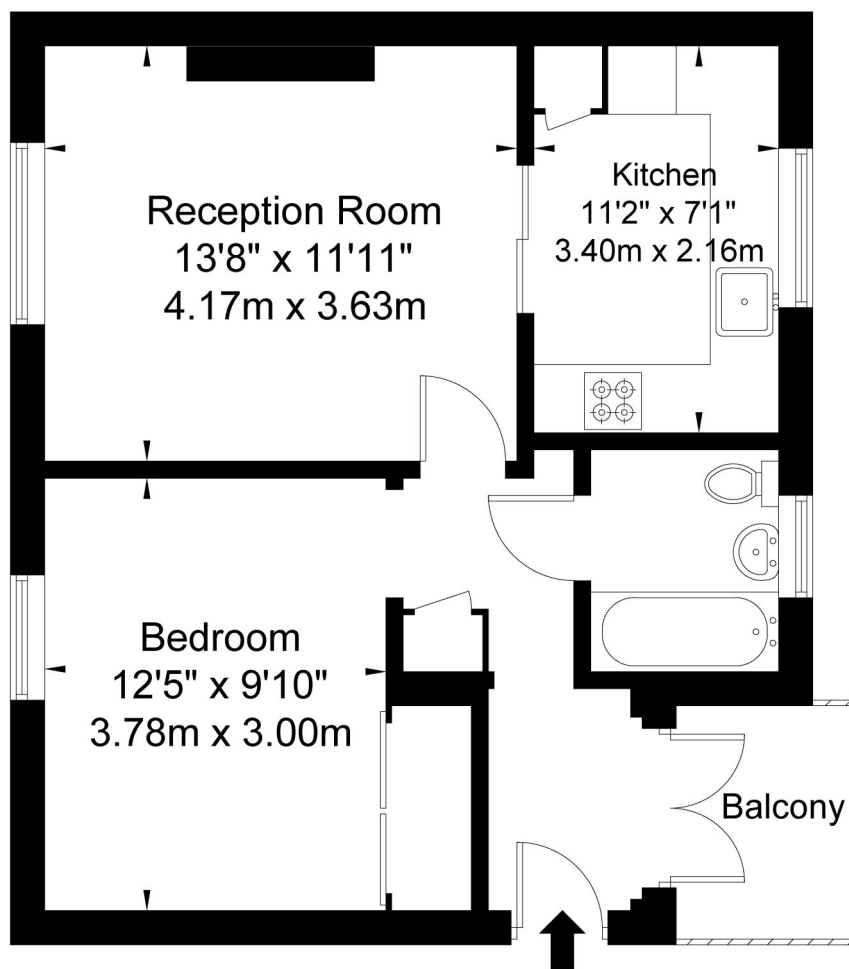 Reception Room
13'8" x 11'11"
4.17m x 3.63m
Kitchen
11'2" x 7'1"
3.40m x 2.16m
Bedroom
12'5" x 9'10"
3.78m x 3.00m
Balcony